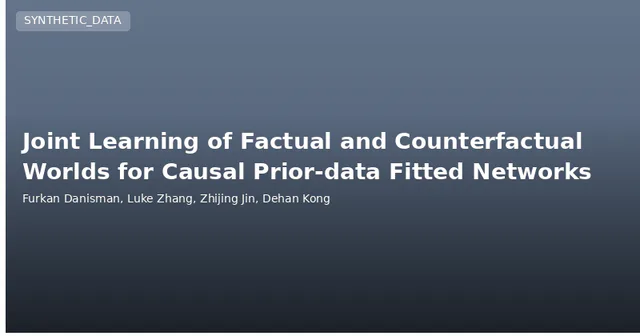 SYNTHETIC_DATA
Joint Learning of Factual and Counterfactual
Worlds for Causal Prior-data Fitted Networks
Furkan Danisman, Luke Zhang, Zhijing Jin, Dehan Kong